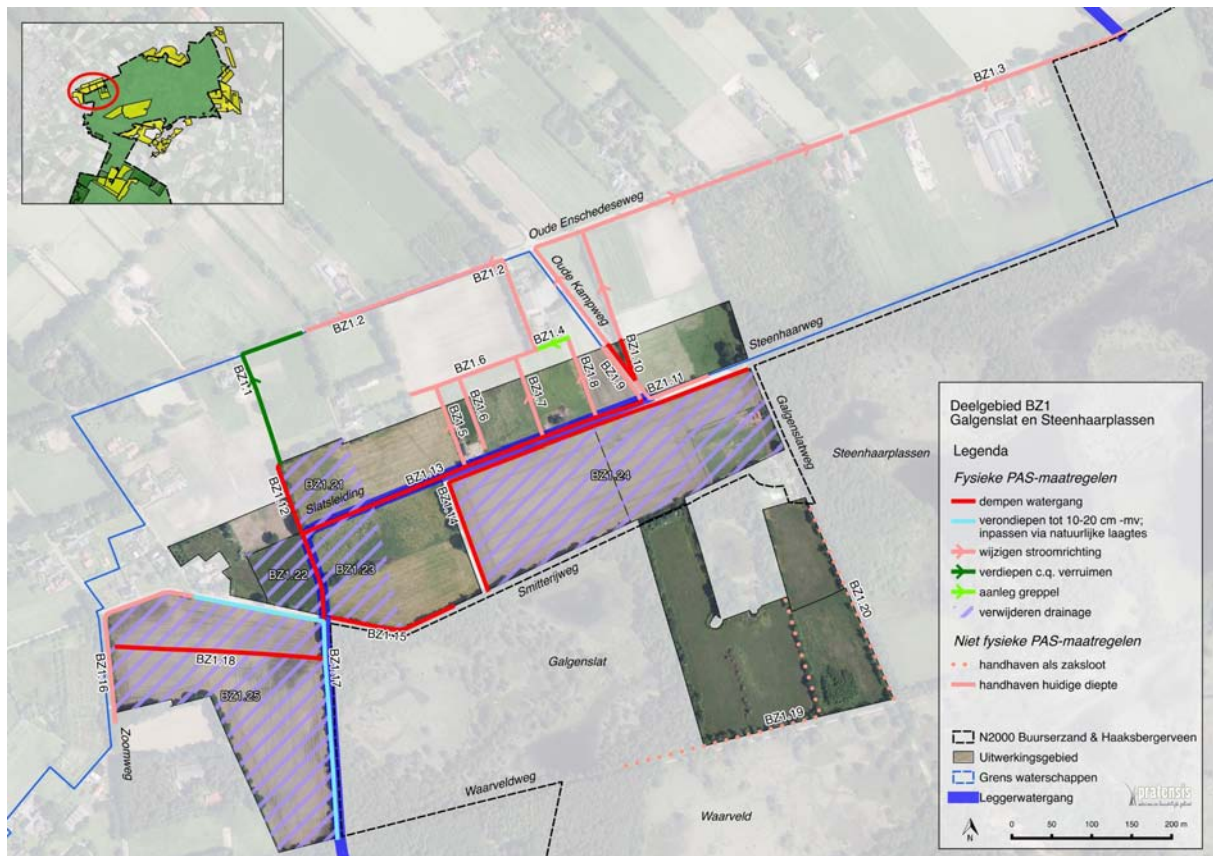 BZ1.3
Oude Enschedeseweg
BZ1.2
BZ1.2
Oude Kampweg
BZ1.4
Steenhaarweg
BZ1.1
BZ1.6
BZ1.10
BZ1.9
BZ1.8
BZ1.11
BZ1.7
BZ1.6
BZ1.5
Galgenslatweg
Steenhaarplassen
BZ1.13
BZ1.24
BZ1.21
Slatsleiding
BZ1.12
BZ1.14
BZ1.22
BZ1.23
Smitterijweg
BZ1.15
BZ1.20
BZ1.16
BZ1.18
BZ1.17
Galgenslat
BZ1.25
BZ1.19
Zoomweg
Waarveldweg
Waarveld
Deelgebied BZ1
Galgenslat en Steenhaarplassen
Legenda
Fysieke PAS-maatregelen
dempen watergang
verondiepen tot 10-20 cm -mv;
inpassen via natuurlijke laagtes
wijzigen stroomrichting
verdiepen c.q. verruimen
aanleg greppel
verwijderen drainage
Niet fysieke PAS-maatregelen
handhaven als zaksloot
handhaven huidige diepte
N2000 Buurserzand & Haaksbergerveen
Uitwerkingsgebied
Grens waterschappen
Leggerwatergang
pratensis
N
0 50 100 150 200 m